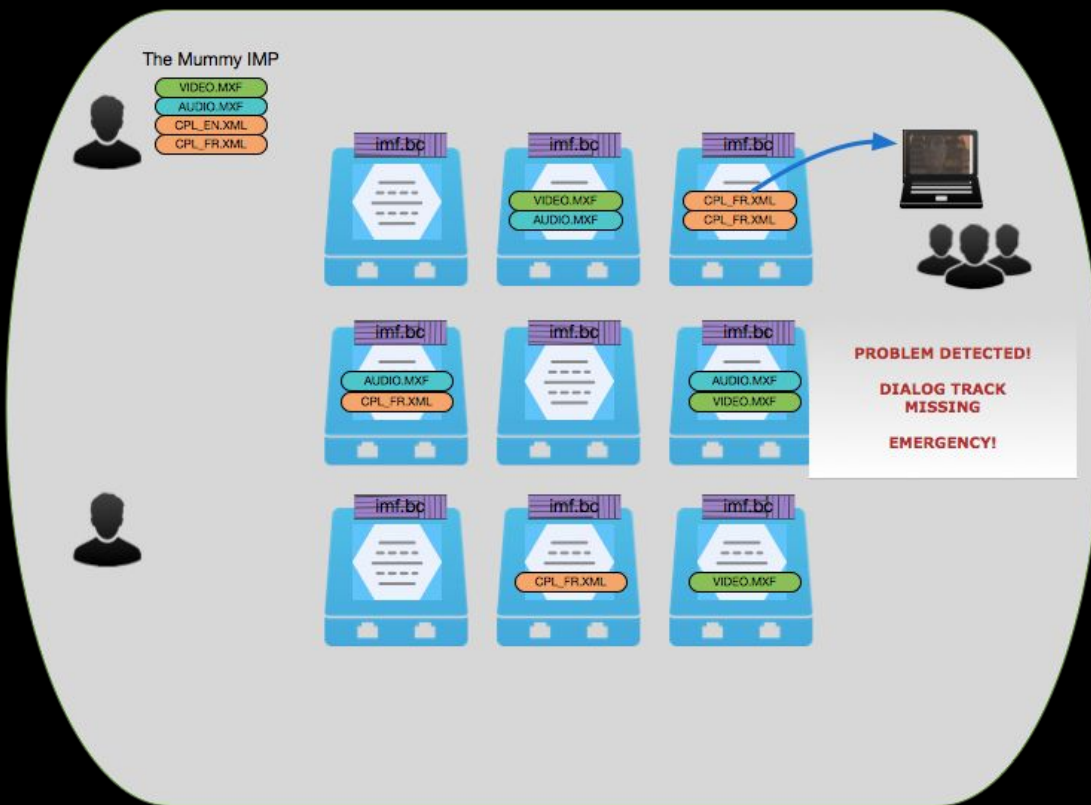 The Mummy IMP
VIDEO.MXF
AUDIO.MXF
CPL_EN.XML
CPL_FR.XML
imf.bc
imf.bc
VIDEO.MXF
AUDIO.MXF
imf.bc
CPL_FR.XML
CPL_FR.XML
imf.bc
AUDIO.MXF
CPL_FR.XML
imf.bc
imf.bc
AUDIO.MXF
VIDEO.MXF
PROBLEM DETECTED!
DIALOG TRACK
MISSING
EMERGENCY!
imf.bc
imf.bc
CPL_FR.XML
imf.bc
VIDEO.MXF